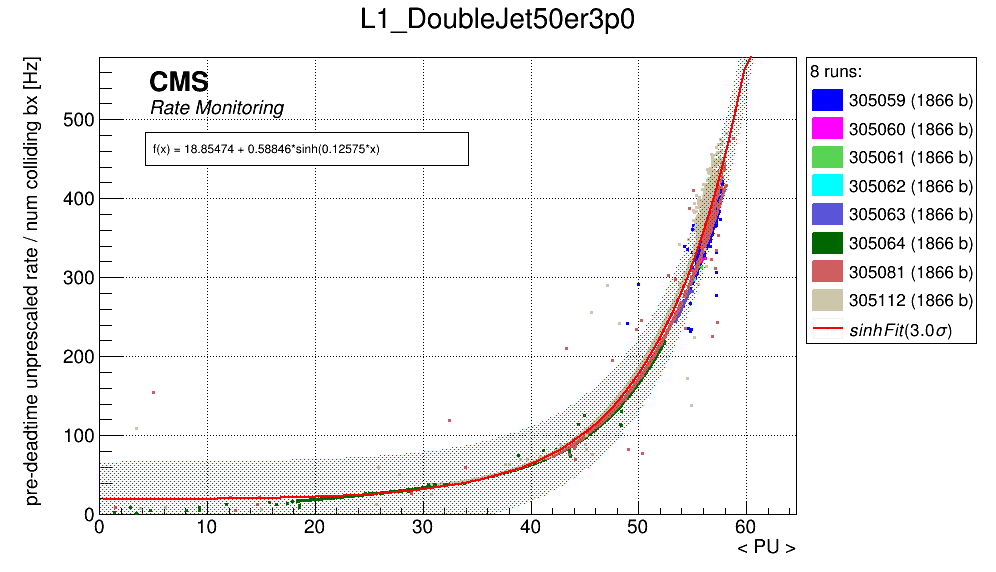 L1_DoubleJet50er3p0
pre-deadtime unprescaled rate / num colliding bx [Hz]
CMS
Rate Monitoring
f(x) = 18.85474 + 0.58846*sinh(0.12575*x)
500
400
300
200
100
0
0 10 20 30 40 50 60
< PU >
8 runs:
305059 (1866 b)
305060 (1866 b)
305061 (1866 b)
305062 (1866 b)
305063 (1866 b)
305064 (1866 b)
305081 (1866 b)
305112 (1866 b)
sinhFit(3.0σ)